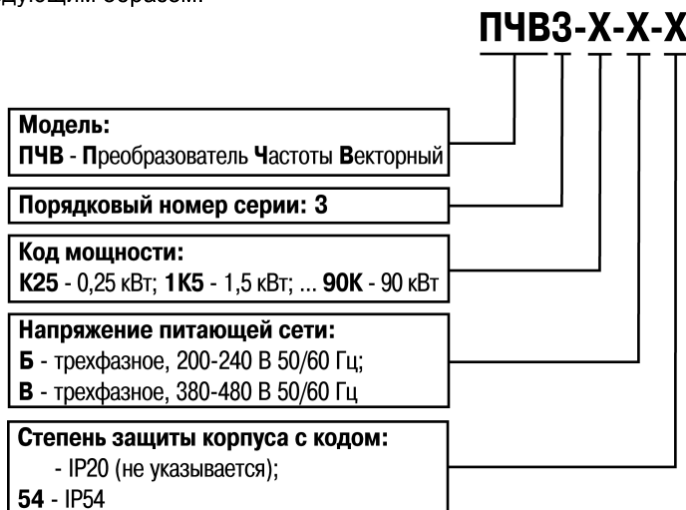 дующим образом:
ПЧВ3-Х-Х-Х
Модель:
ПЧВ - Преобразователь Частоты Векторный
Порядковый номер серии: 3
Код мощности:
К25 - 0,25 кВт; 1К5 - 1,5 кВт; ... 90К - 90 кВт
Напряжение питающей сети:
Б - трехфазное, 200-240 В 50/60 Гц;
В - трехфазное, 380-480 В 50/60 Гц
Степень защиты корпуса с кодом:
- IP20 (не указывается);
54 - IP54